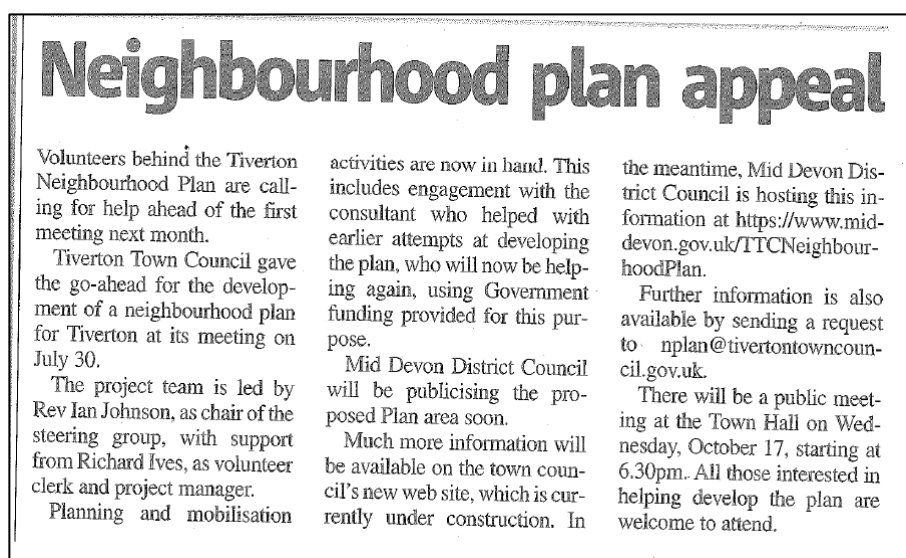 Neighbourhood plan appeal
Volunteers behind the Tiverton
Neighbourhood Plan are call-
ing for help ahead of the first
meeting next month.
Tiverton Town Council gave
the go-ahead for the develop-
ment of a neighbourhood plan
for Tiverton at its meeting on
July 30.
The project team is led by
Rev Ian Johnson, as chair of the
steering group, with support
from Richard Ives, as volunteer
clerk and project manager.
Planning and mobilisation
activities are now in hand. This
includes engagement with the
consultant who helped with
earlier attempts at developing
the plan, who will now be help-
ing again, using Government
funding provided for this pur-
pose.
Mid Devon District Council
will be publicising the pro-
posed Plan area soon.
Much more information will
be available on the town coun-
cil's new web site, which is cur-
rently under construction. In
the meantime, Mid Devon Dis-
trict Council is hosting this in-
formation at https://www.mid-
devon.gov.uk/TTCNeighbour-
hoodPlan.
Further information is also
available by sending a request
to nplan@tivertontowncoun-
cil.gov.uk.
There will be a public meet-
ing at the Town Hall on Wed-
nesday, October 17, starting at
6.30pm. All those interested in
helping develop the plan are
welcome to attend.